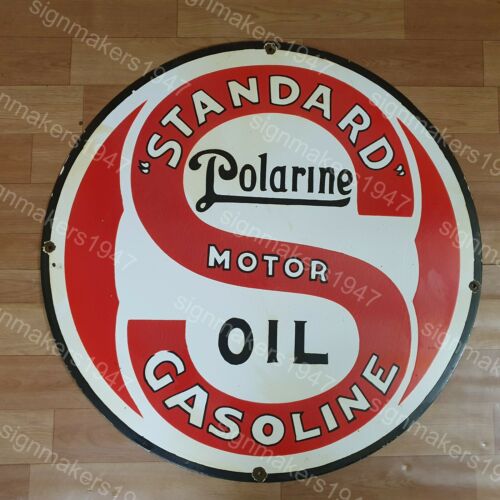 "STANDARD"
Polarine
MOTOR
OIL
GASOLINE
signmakers1947